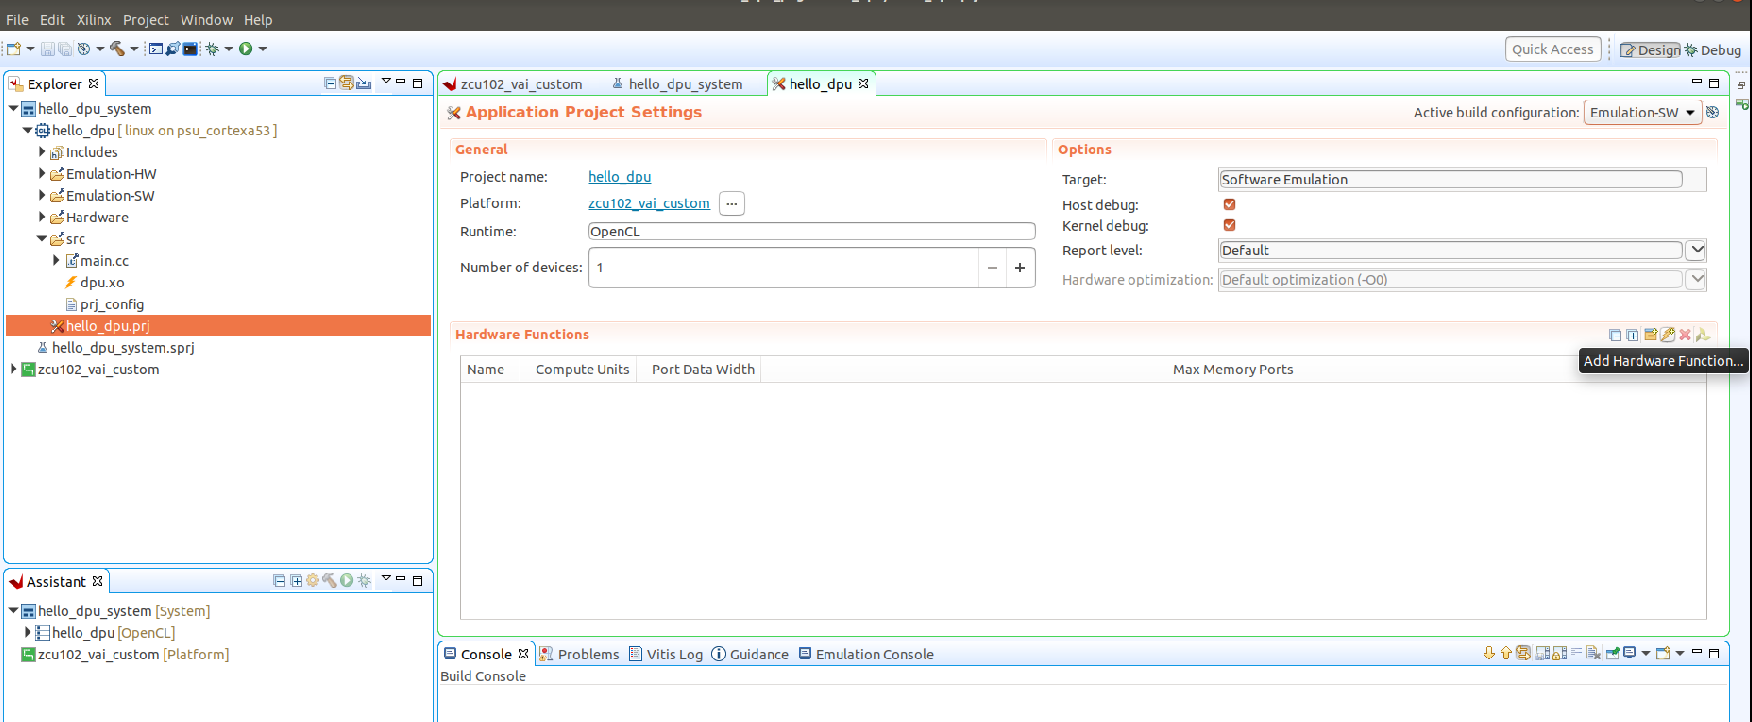 File Edit Xilinx Project Window Help
Quick Access Design Debug
Explorer
hello_dpu_system
hello_dpu [ linux on psu_cortexa53 ]
Includes
Emulation-HW
Emulation-SW
Hardware
src
main.cc
dpu.xo
prj_config
hello_dpu.prj
hello_dpu_system.sprj
zcu102_vai_custom
Assistant
hello_dpu_system [System]
hello_dpu [OpenCL]
zcu102_vai_custom [Platform]
zcu102_vai_custom hello_dpu_system hello_dpu
Application Project Settings
Active build configuration: Emulation-SW
General
Project name: hello_dpu
Platform: zcu102_vai_custom ...
Runtime: OpenCL
Number of devices: 1 − +
Options
Target: Software Emulation
Host debug:
Kernel debug:
Report level: Default
Hardware optimization: Default optimization (-O0)
Hardware Functions
Add Hardware Function...
Name Compute Units Port Data Width Max Memory Ports
Console Problems Vitis Log Guidance Emulation Console
Build Console